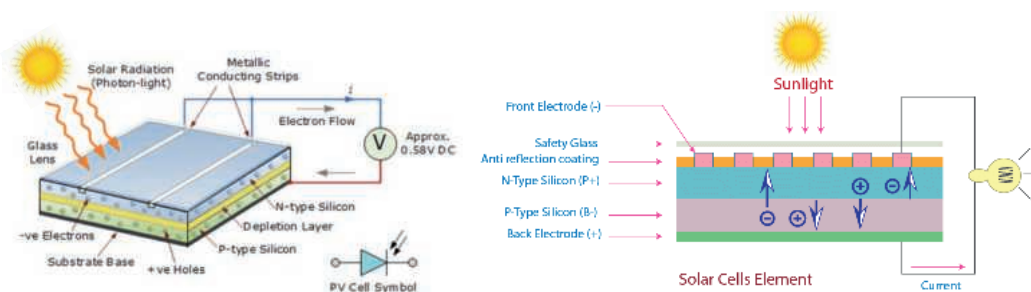 Solar Radiation
(Photon-light)
Metallic
Conducting Strips
i
Electron Flow
Glass
Lens
V
Approx.
0.58V DC
N-type Silicon
Depletion Layer
P-type Silicon
-ve Electrons
Substrate Base
+ve Holes
PV Cell Symbol
Sunlight
Front Electrode (-)
Safety Glass
Anti reflection coating
N-Type Silicon (P+)
P-Type Silicon (B-)
Back Electrode (+)
+
-
-
+
Solar Cells Element
Current